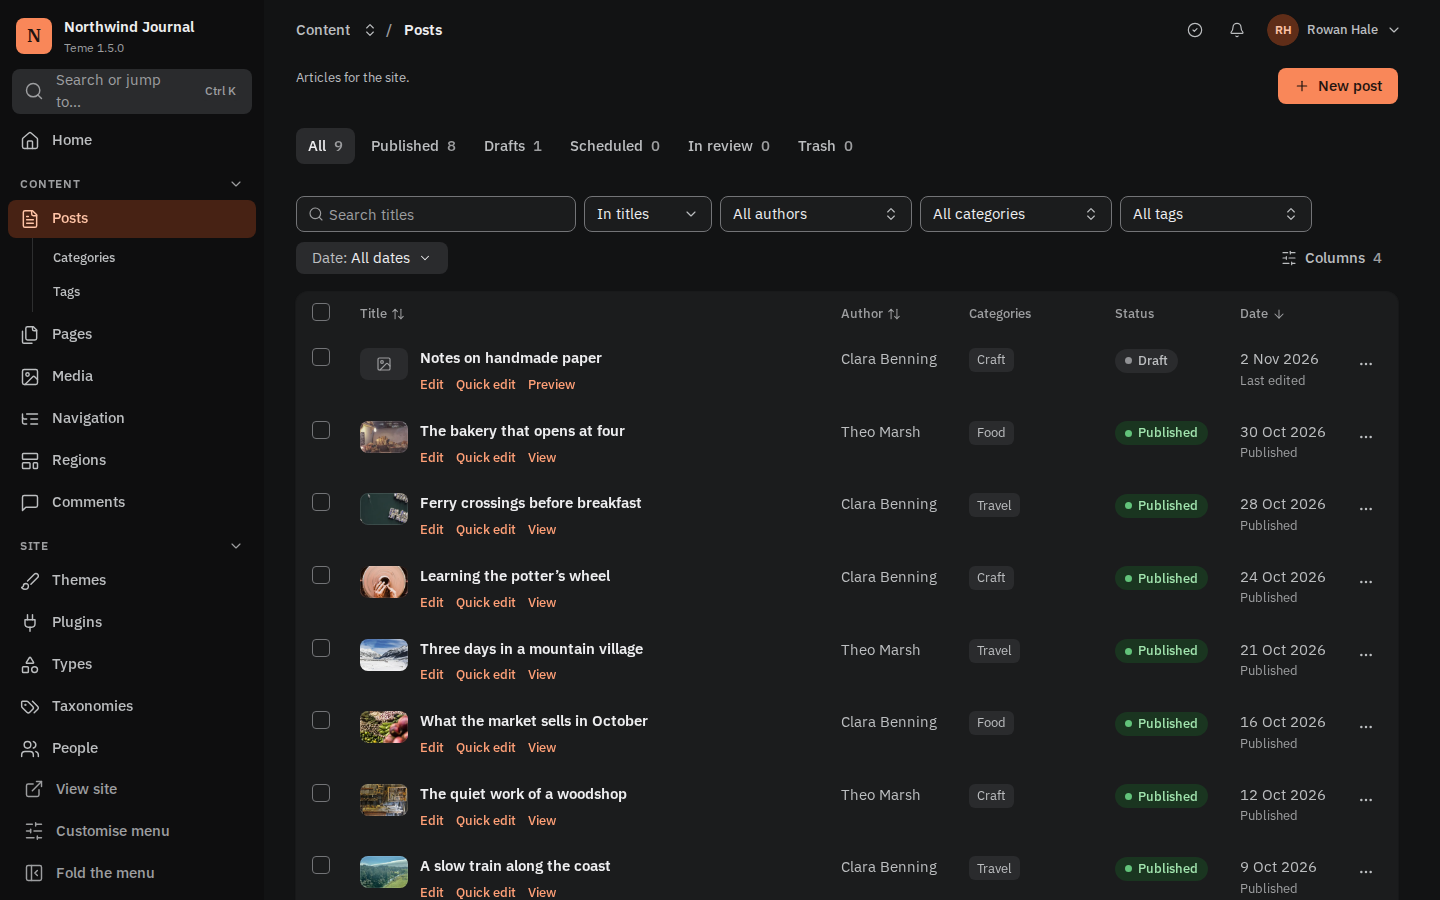 N
Northwind Journal
Teme 1.5.0
Search or jump to...
Ctrl K
Home
CONTENT
Posts
Categories
Tags
Pages
Media
Navigation
Regions
Comments
SITE
Themes
Plugins
Types
Taxonomies
People
View site
Customise menu
Fold the menu
Content / Posts
RH Rowan Hale
Articles for the site.
New post
All 9 Published 8 Drafts 1 Scheduled 0 In review 0 Trash 0
Search titles In titles All authors All categories All tags
Date: All dates Columns 4
Title Author Categories Status Date
Notes on handmade paper Clara Benning Craft Draft 2 Nov 2026
Edit Quick edit Preview Last edited
The bakery that opens at four Theo Marsh Food Published 30 Oct 2026
Edit Quick edit View Published
Ferry crossings before breakfast Clara Benning Travel Published 28 Oct 2026
Edit Quick edit View Published
Learning the potter’s wheel Clara Benning Craft Published 24 Oct 2026
Edit Quick edit View Published
Three days in a mountain village Theo Marsh Travel Published 21 Oct 2026
Edit Quick edit View Published
What the market sells in October Clara Benning Food Published 16 Oct 2026
Edit Quick edit View Published
The quiet work of a woodshop Theo Marsh Craft Published 12 Oct 2026
Edit Quick edit View Published
A slow train along the coast Clara Benning Travel Published 9 Oct 2026
Edit Quick edit View Published